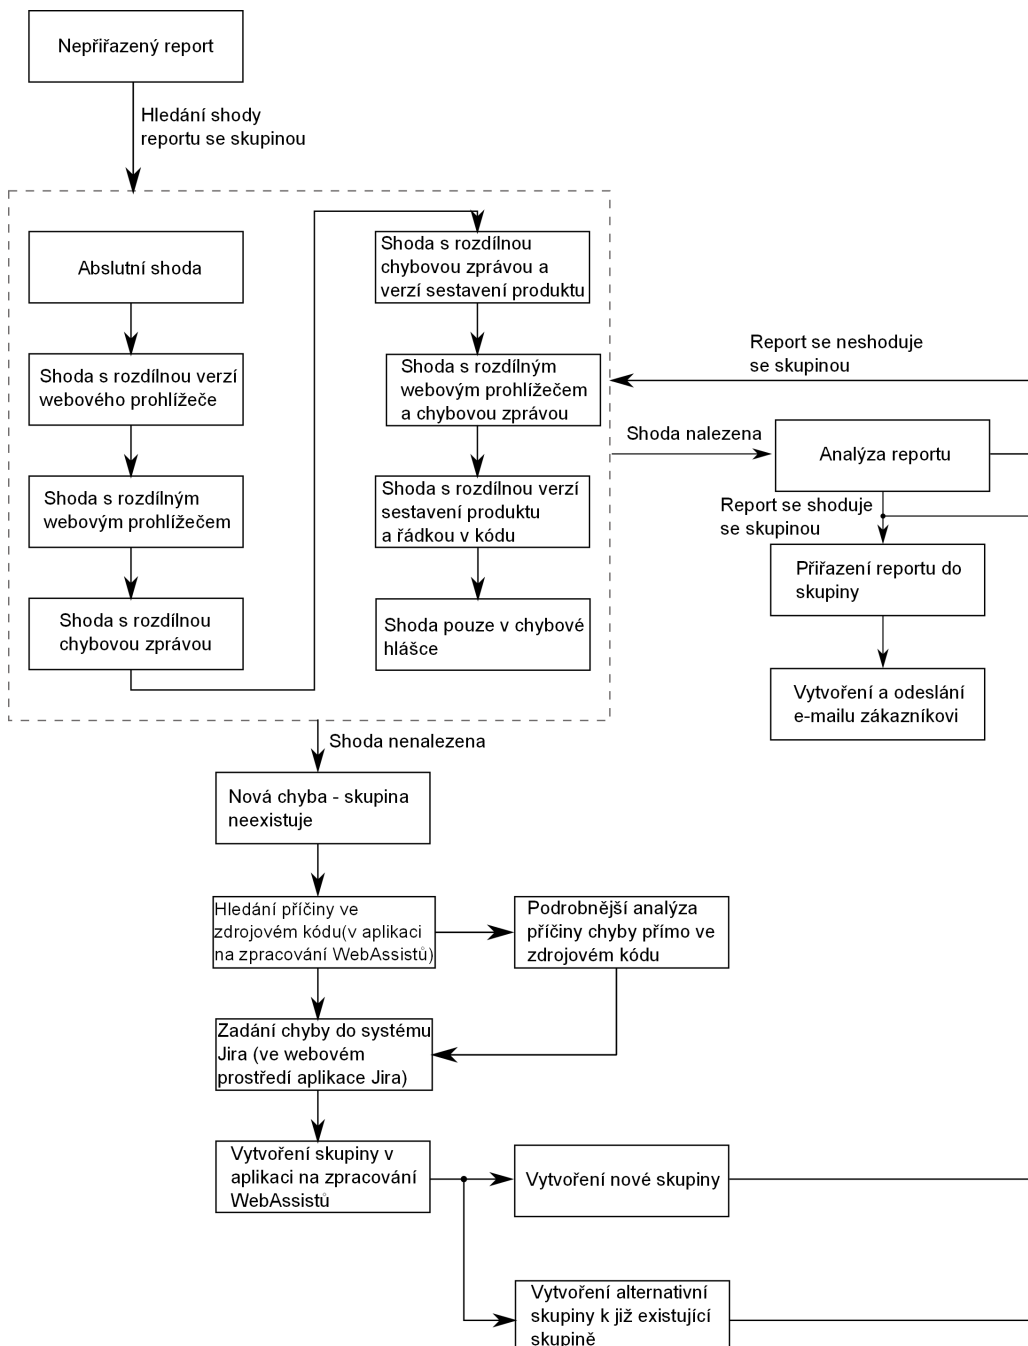 Nepřiřazený report
Hledání shody
reportu se skupinou
Abslutní shoda
Shoda s rozdílnou verzí
webového prohlížeče
Shoda s rozdílným
webovým prohlížečem
Shoda s rozdílnou
chybovou zprávou
Shoda s rozdílnou
chybovou zprávou a
verzí sestavení produktu
Shoda s rozdílným
webovým prohlížečem
a chybovou zprávou
Shoda s rozdílnou verzí
sestavení produktu
a řádkou v kódu
Shoda pouze v chybové
hlášce
Report se neshoduje
se skupinou
Shoda nalezena
Analýza reportu
Report se shoduje
se skupinou
Přiřazení reportu do
skupiny
Vytvoření a odeslání
e-mailu zákazníkovi
Shoda nenalezena
Nová chyba - skupina
neexistuje
Hledání příčiny ve
zdrojovém kódu(v aplikaci
na zpracování WebAssistů)
Podrobnější analýza
příčiny chyby přímo ve
zdrojovém kódu
Zadání chyby do systému
Jira (ve webovém
prostředí aplikace Jira)
Vytvoření skupiny v
aplikaci na zpracování
WebAssistů
Vytvoření nové skupiny
Vytvoření alternativní
skupiny k již existující
skupině